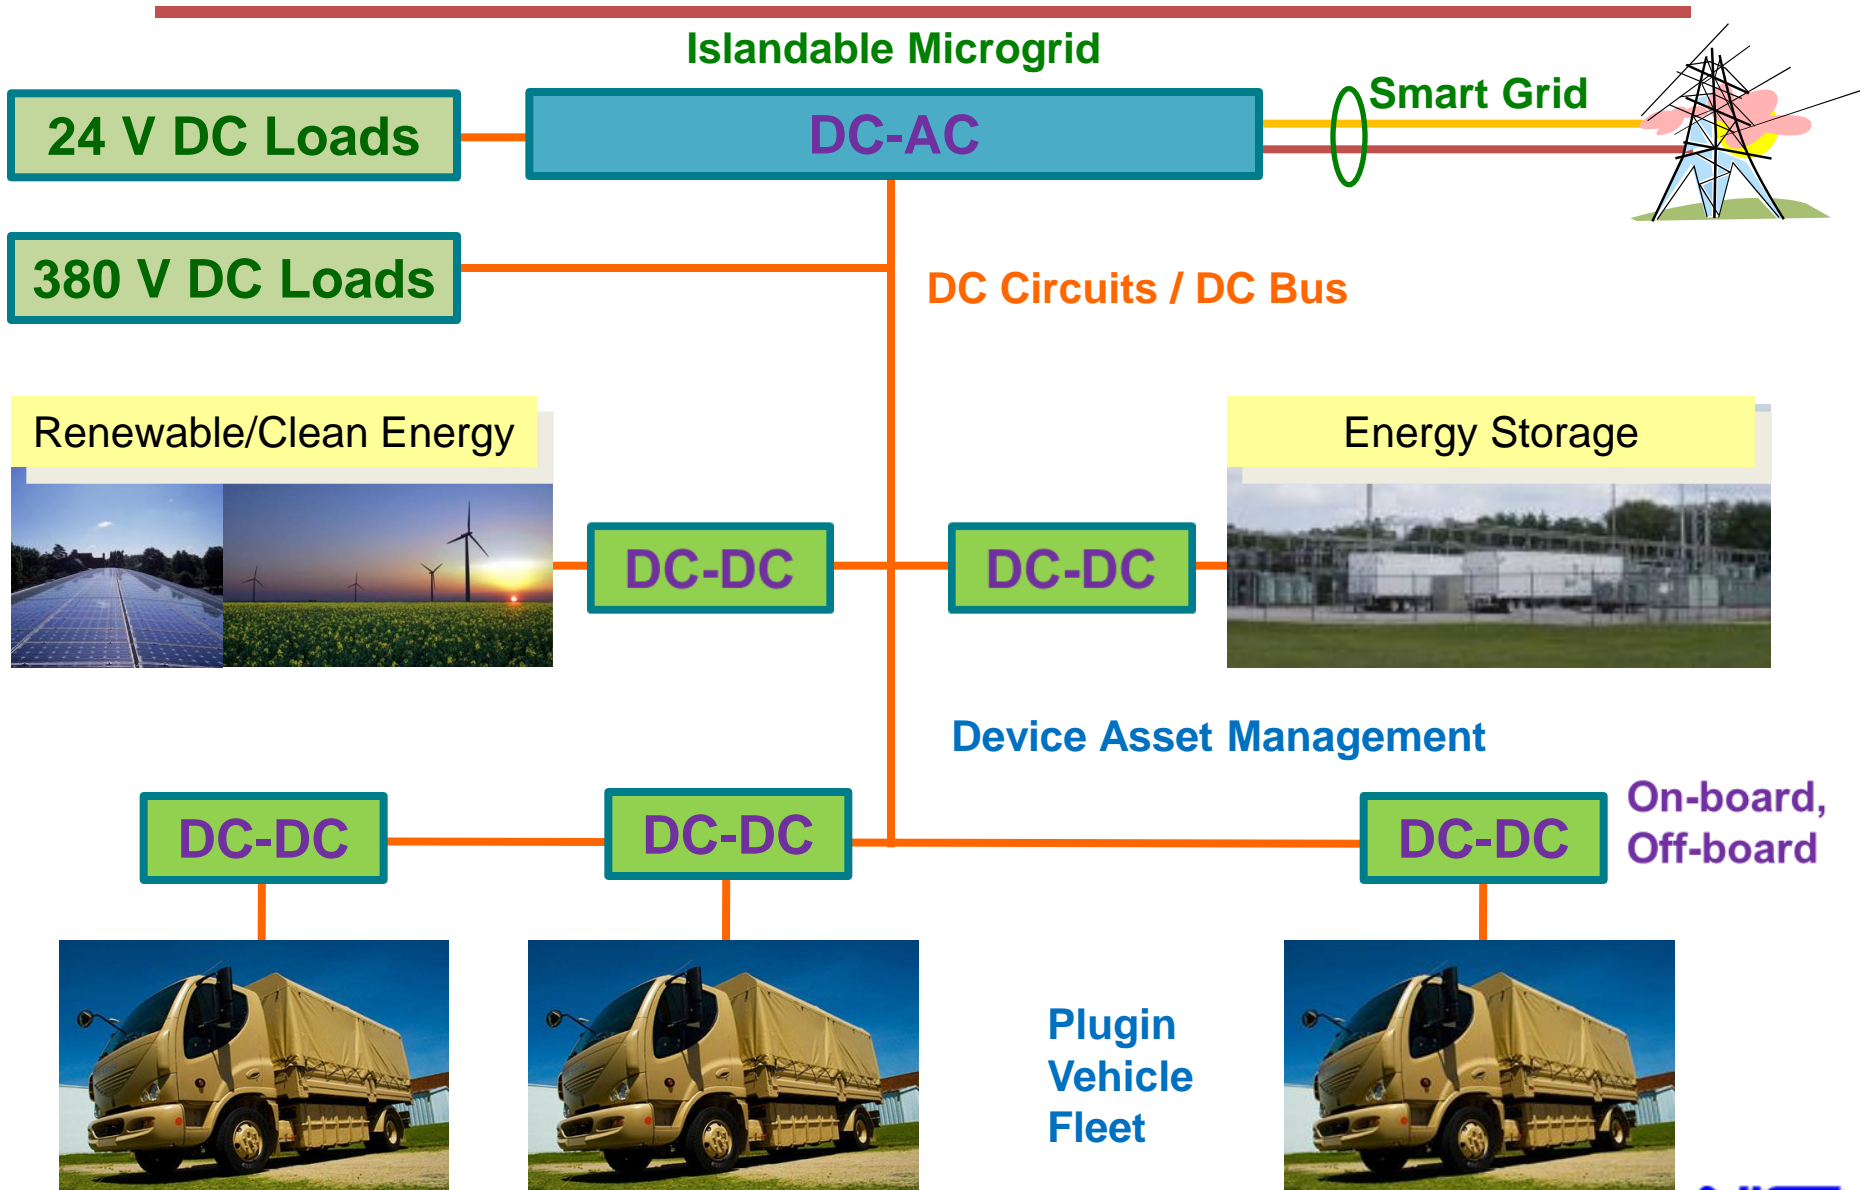 Islandable Microgrid
Smart Grid
24 V DC Loads
DC-AC
380 V DC Loads
DC Circuits / DC Bus
Renewable/Clean Energy
Energy Storage
DC-DC
DC-DC
Device Asset Management
DC-DC
DC-DC
DC-DC
On-board,
Off-board
Plugin
Vehicle
Fleet